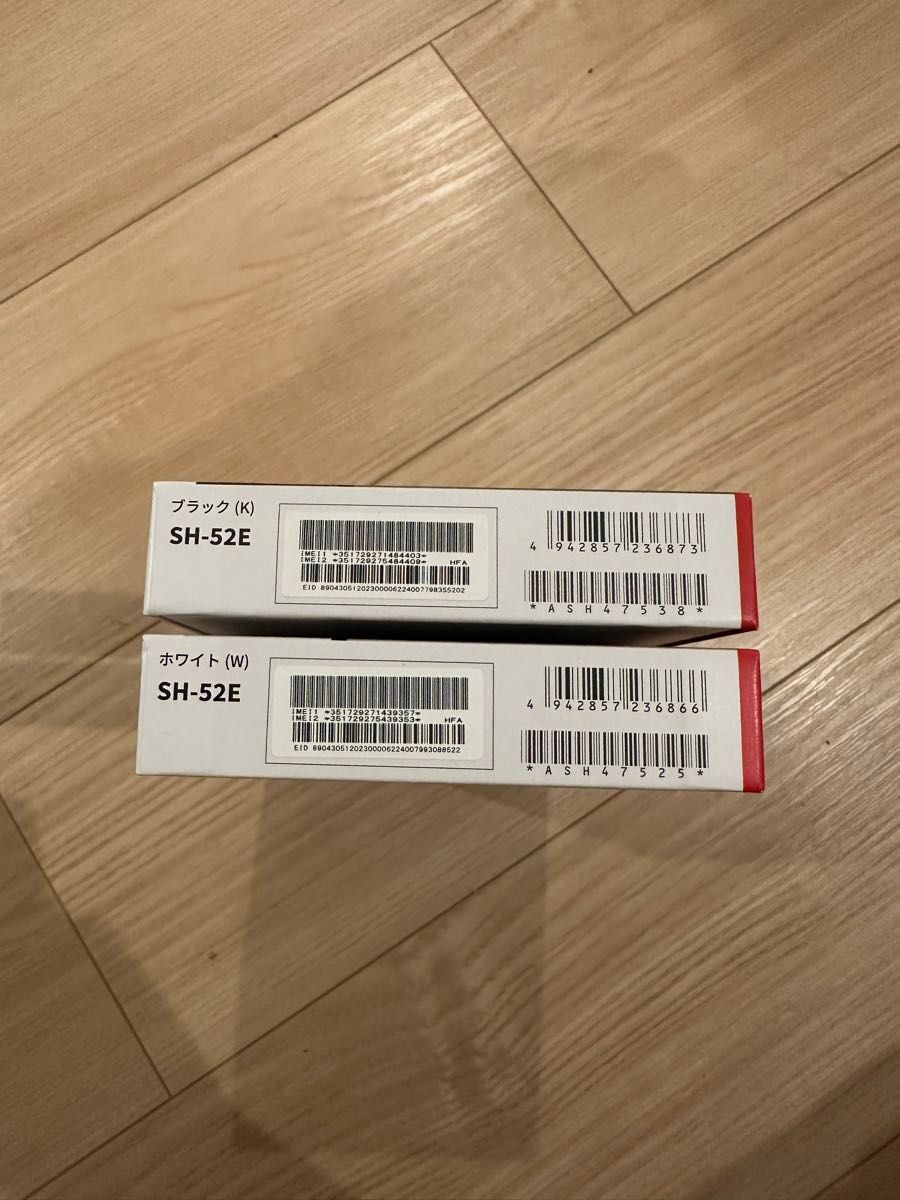 ブラック (K)
SH-52E
IMEI1 *351729271484403*
IMEI2 *351729275484409* HFA
EID 89043051202300006224007798355202
4 942857 236873
*ASH47538*
ホワイト (W)
SH-52E
IMEI1 *351729271439357*
IMEI2 *351729275439353* HFA
EID 89043051202300006224007993088522
4 942857 236866
*ASH47525*